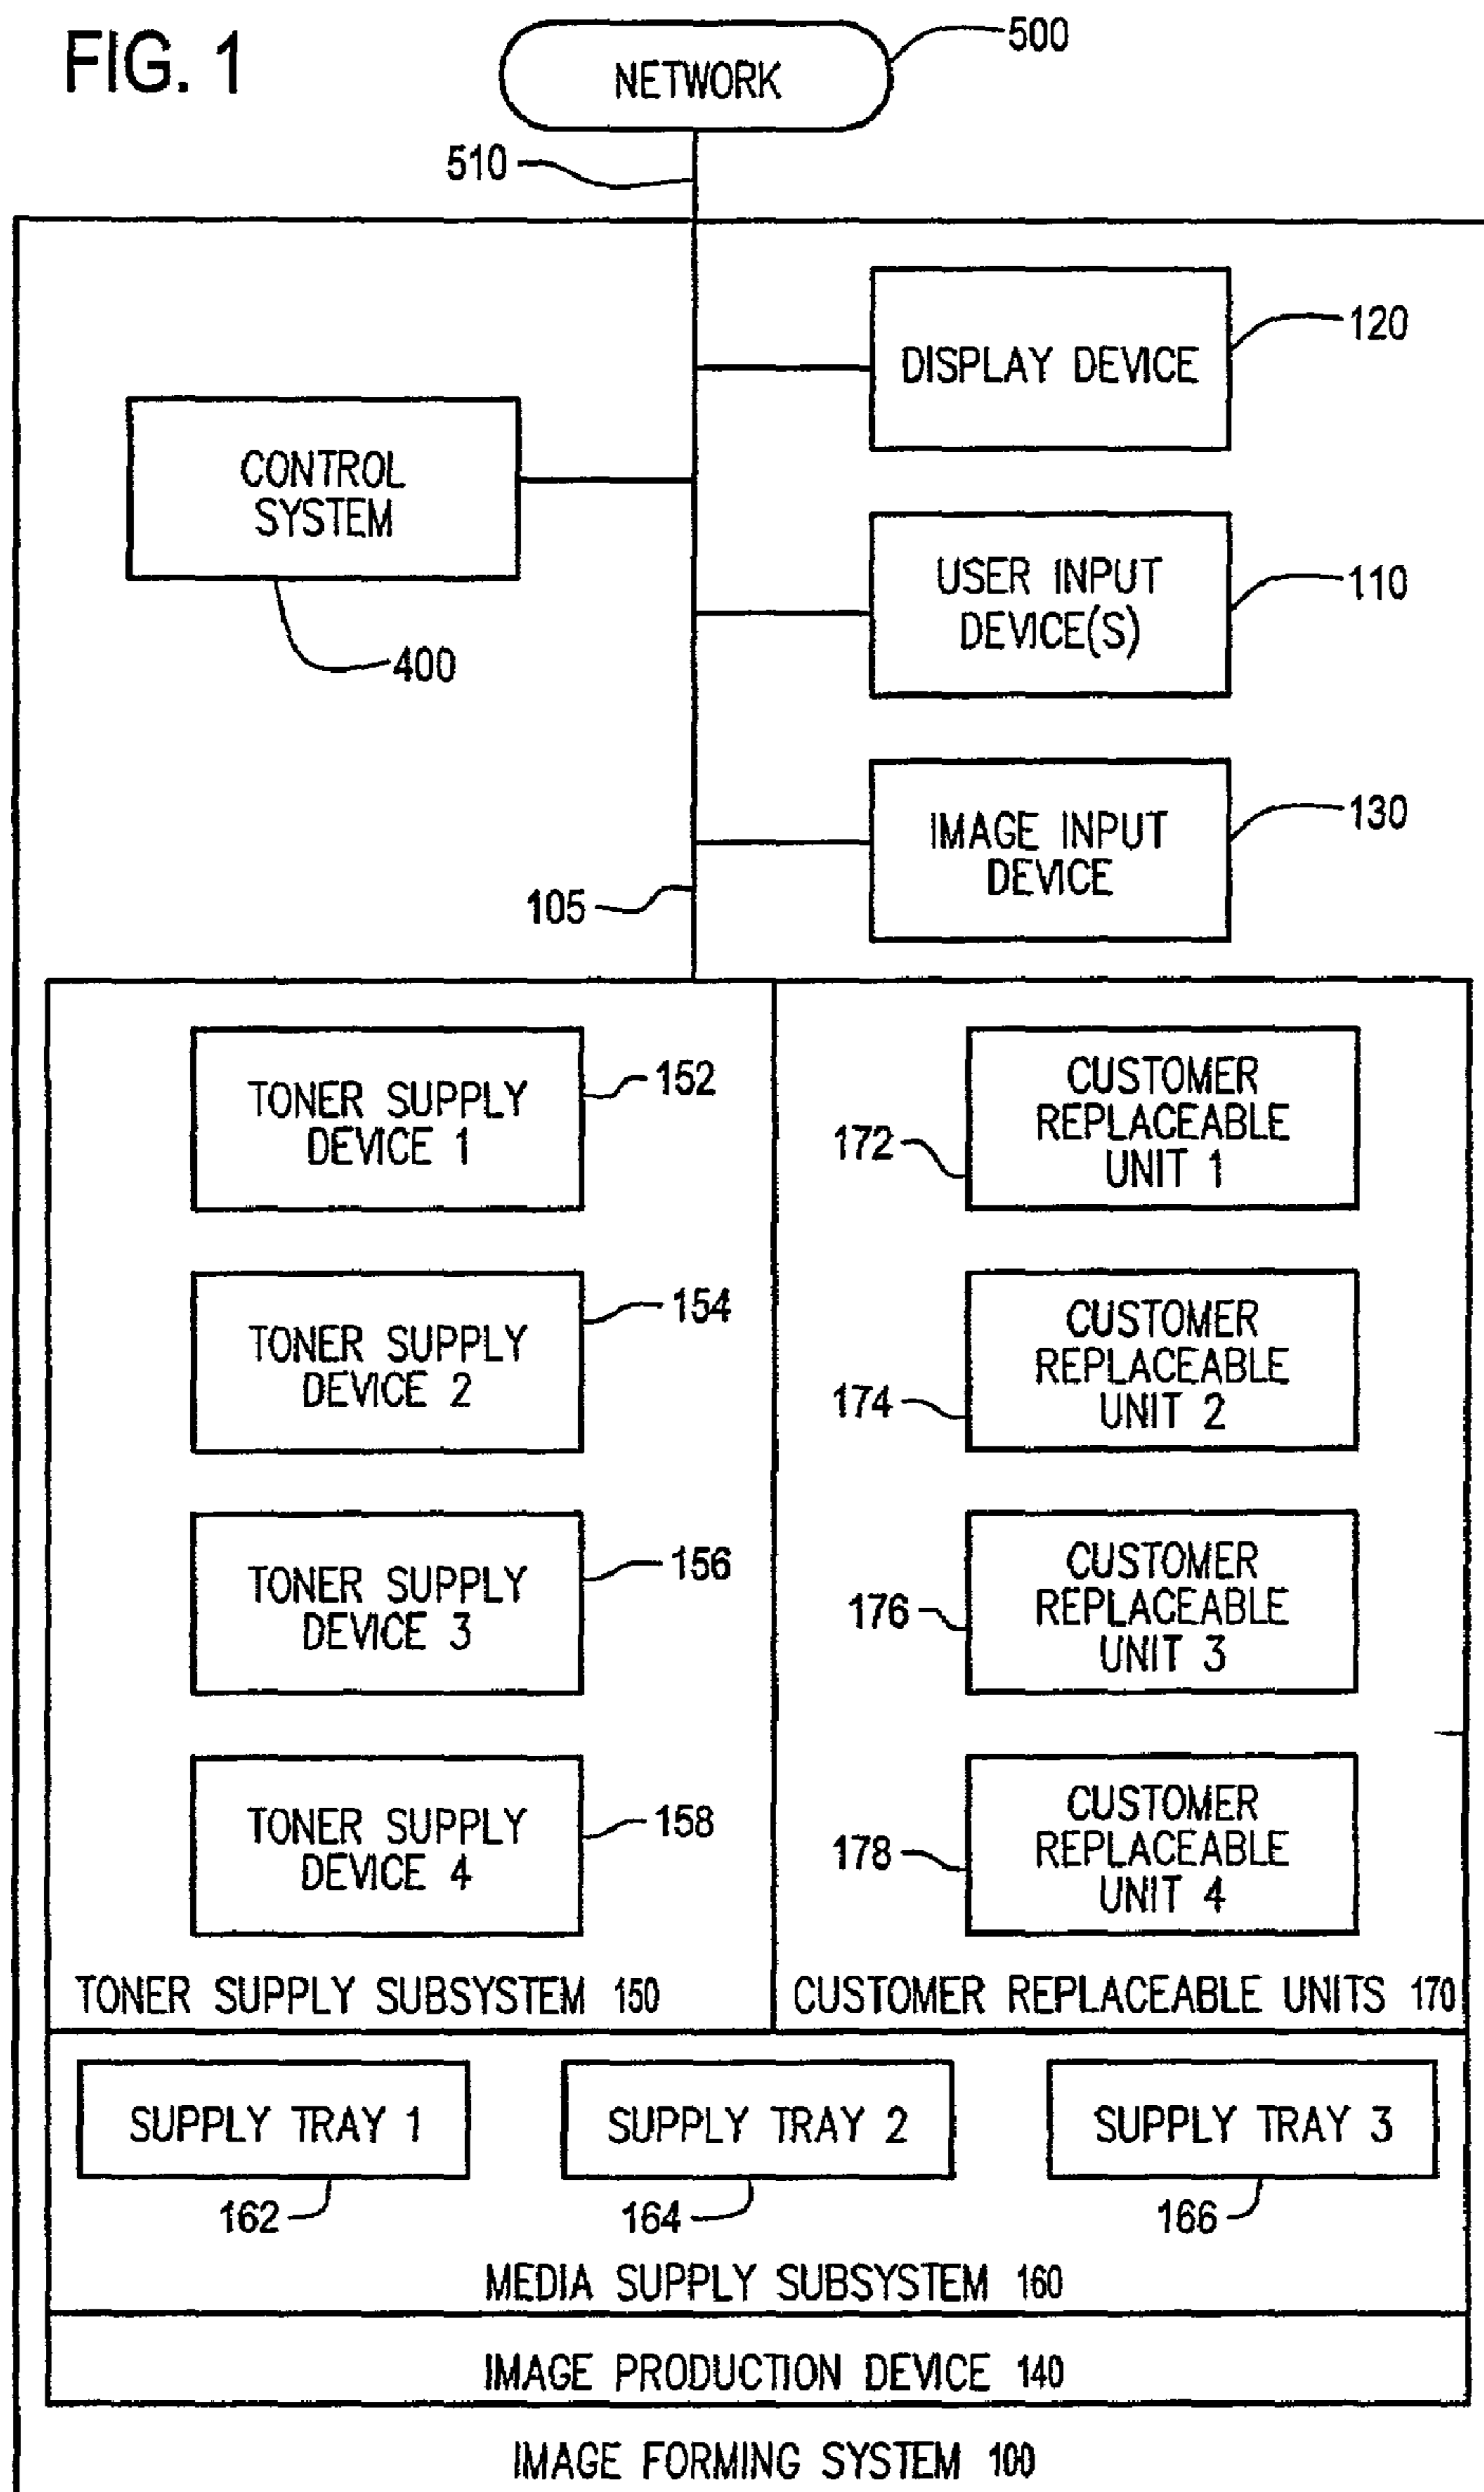 FIG. 1
NETWORK
500
510
DISPLAY DEVICE
120
CONTROL
SYSTEM
400
USER INPUT
DEVICE(S)
110
IMAGE INPUT
DEVICE
130
105
TONER SUPPLY
DEVICE 1
152
172
CUSTOMER
REPLACEABLE
UNIT 1
TONER SUPPLY
DEVICE 2
154
174
CUSTOMER
REPLACEABLE
UNIT 2
TONER SUPPLY
DEVICE 3
156
176
CUSTOMER
REPLACEABLE
UNIT 3
TONER SUPPLY
DEVICE 4
158
178
CUSTOMER
REPLACEABLE
UNIT 4
TONER SUPPLY SUBSYSTEM 150
CUSTOMER REPLACEABLE UNITS 170
SUPPLY TRAY 1
SUPPLY TRAY 2
SUPPLY TRAY 3
162
164
166
MEDIA SUPPLY SUBSYSTEM 160
IMAGE PRODUCTION DEVICE 140
IMAGE FORMING SYSTEM 100